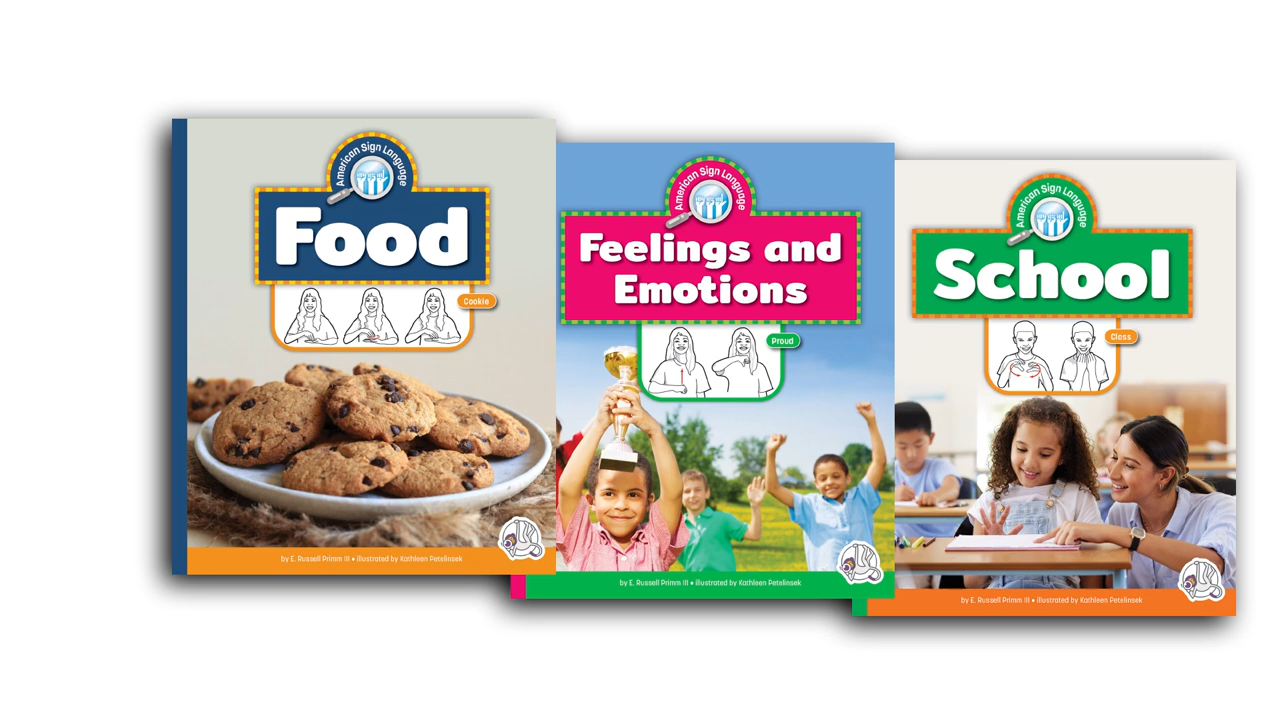 American Sign Language
Food
Cookie
by E. Russell Primm III • illustrated by Kathleen Petelinsek
American Sign Language
Feelings and
Emotions
Proud
by E. Russell Primm III • illustrated by Kathleen Petelinsek
American Sign Language
School
Class
by E. Russell Primm III • illustrated by Kathleen Petelinsek